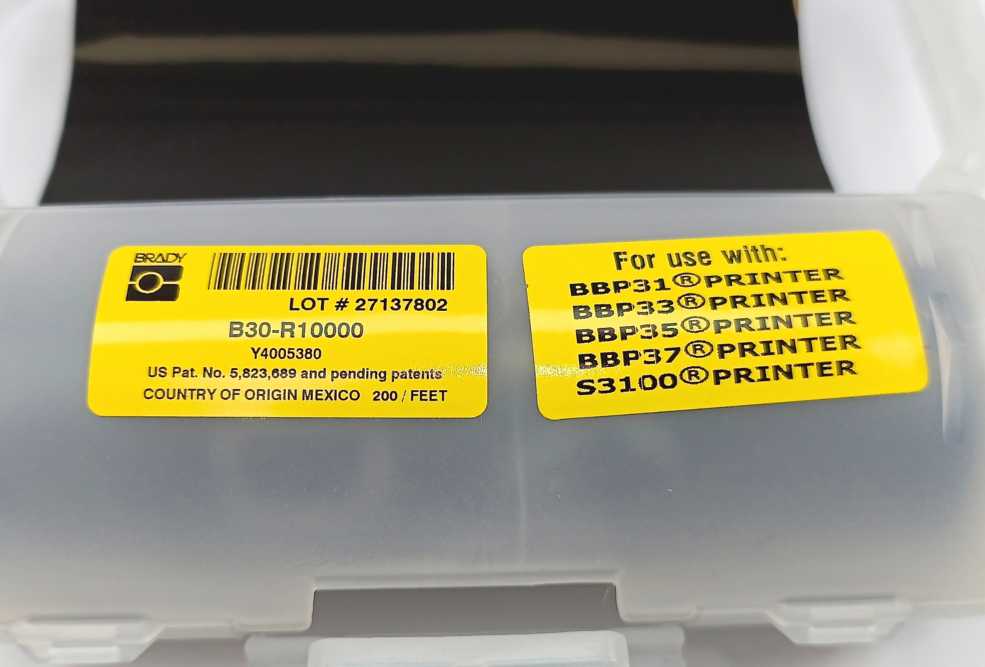 BRADY
LOT # 27137802
B30-R10000
Y4005380
US Pat. No. 5,823,689 and pending patents
COUNTRY OF ORIGIN MEXICO 200 / FEET
For use with:
BBP31®PRINTER
BBP33®PRINTER
BBP35®PRINTER
BBP37®PRINTER
S3100®PRINTER